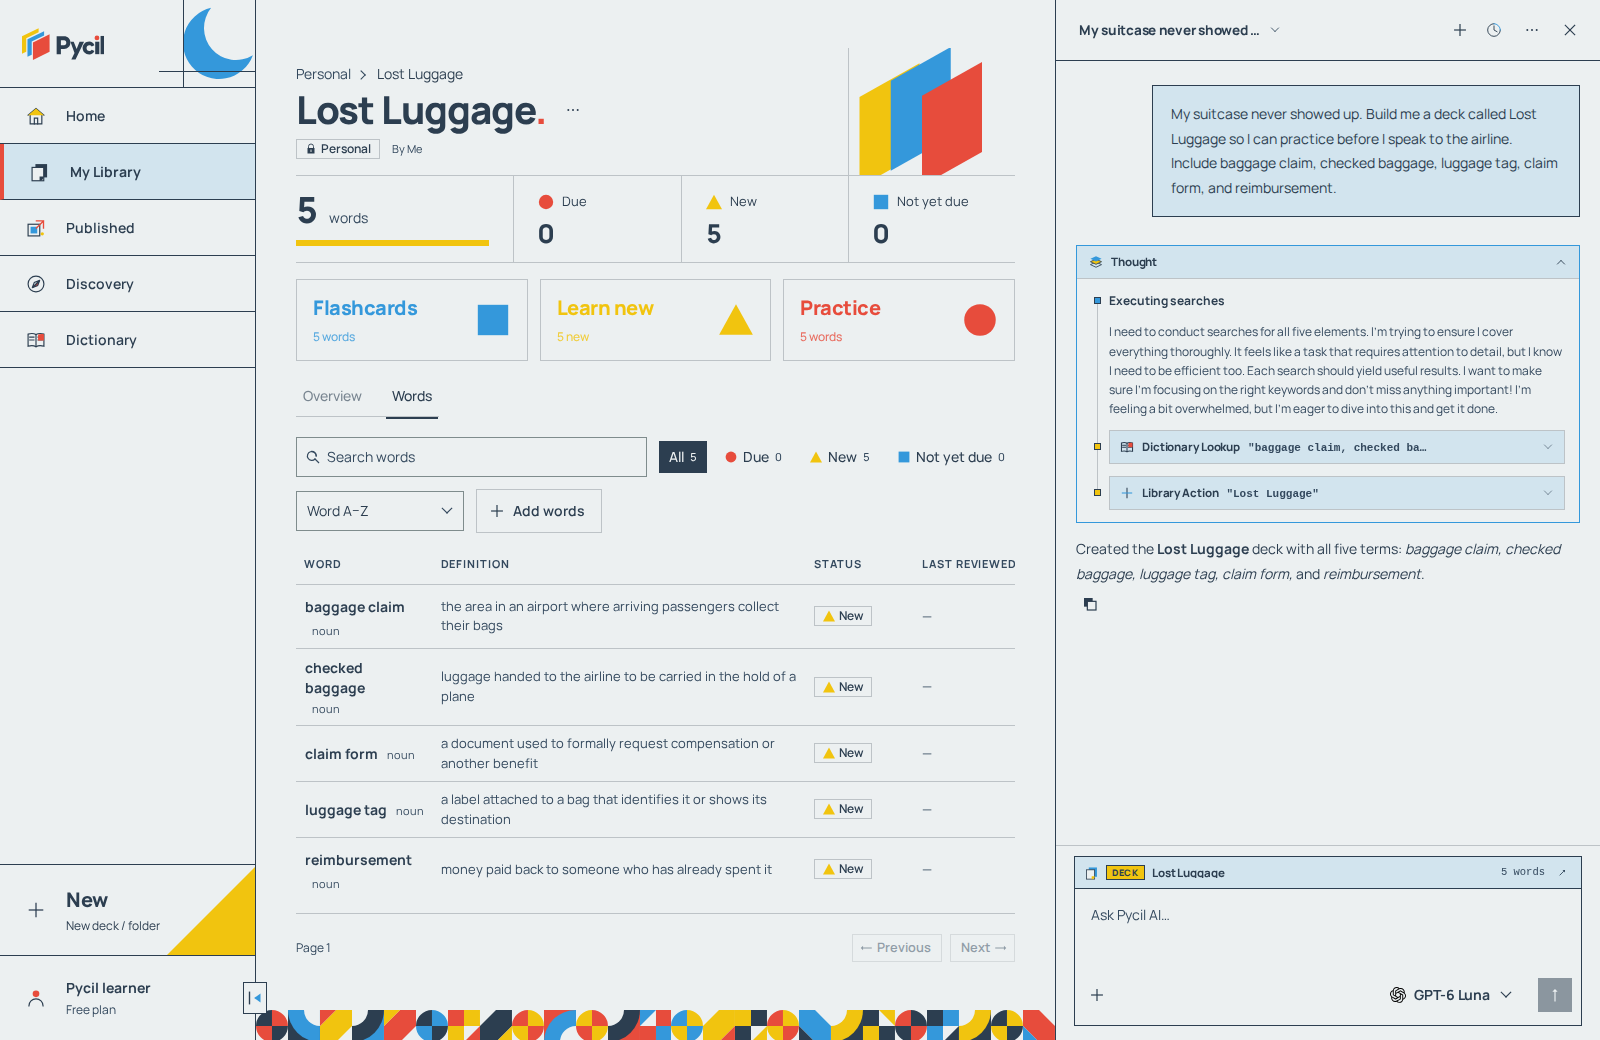 Pycil
Home
My Library
Published
Discovery
Dictionary
New
New deck / folder
Pycil learner
Free plan
Personal > Lost Luggage
Lost Luggage. ...
Personal By Me
5 words
Due
0
New
5
Not yet due
0
Flashcards
5 words
Learn new
5 new
Practice
5 words
Overview Words
Search words
All 5 Due 0 New 5 Not yet due 0
Word A–Z
Add words
WORD DEFINITION STATUS LAST REVIEWED
baggage claim noun
the area in an airport where arriving passengers collect
their bags
New –
checked
baggage
noun
luggage handed to the airline to be carried in the hold of a
plane
New –
claim form noun
a document used to formally request compensation or
another benefit
New –
luggage tag noun
a label attached to a bag that identifies it or shows its
destination
New –
reimbursement
noun
money paid back to someone who has already spent it
New –
Page 1
← Previous Next →
My suitcase never showed ...
My suitcase never showed up. Build me a deck called Lost
Luggage so I can practice before I speak to the airline.
Include baggage claim, checked baggage, luggage tag, claim
form, and reimbursement.
Thought
Executing searches
I need to conduct searches for all five elements. I'm trying to ensure I cover
everything thoroughly. It feels like a task that requires attention to detail, but I know
I need to be efficient too. Each search should yield useful results. I want to make
sure I'm focusing on the right keywords and don't miss anything important! I'm
feeling a bit overwhelmed, but I'm eager to dive into this and get it done.
Dictionary Lookup "baggage claim, checked ba…
Library Action "Lost Luggage"
Created the Lost Luggage deck with all five terms: baggage claim, checked
baggage, luggage tag, claim form, and reimbursement.
DECK Lost Luggage 5 words ↗
Ask Pycil AI...
GPT-6 Luna